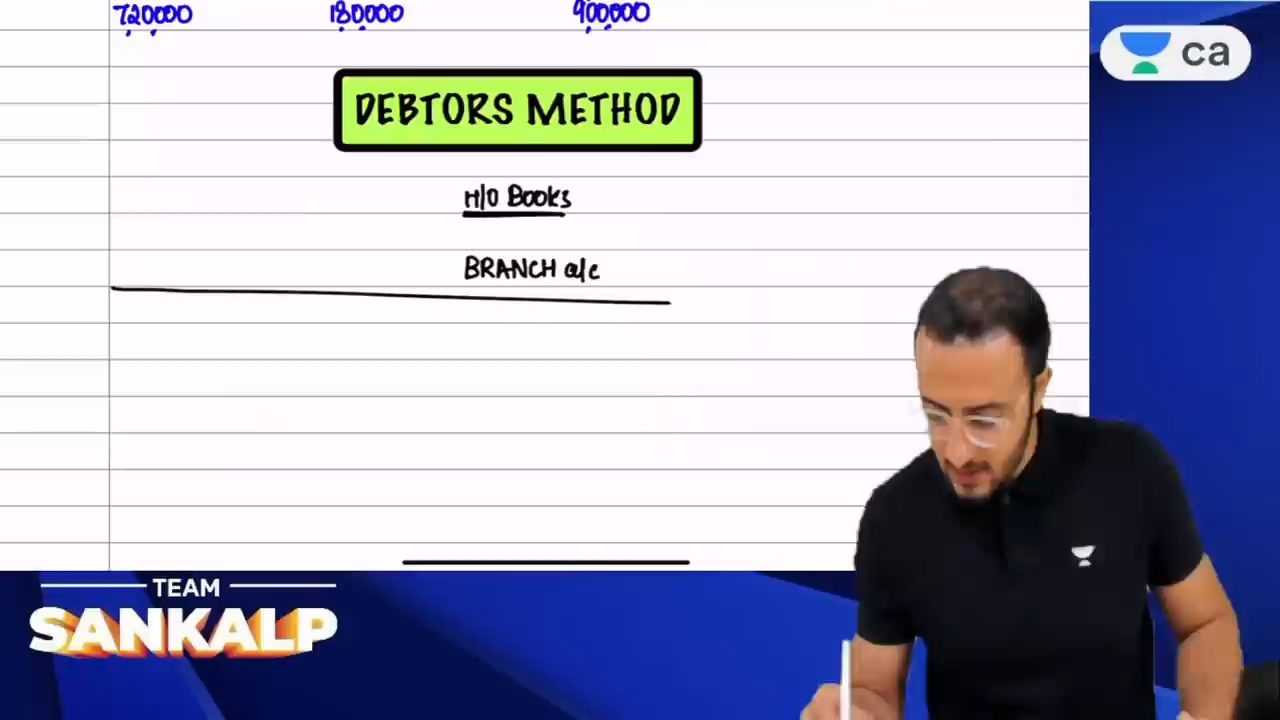 720000 180000 900000
ca
DEBTORS METHOD
H/O Books
BRANCH a/c
TEAM
SANKALP